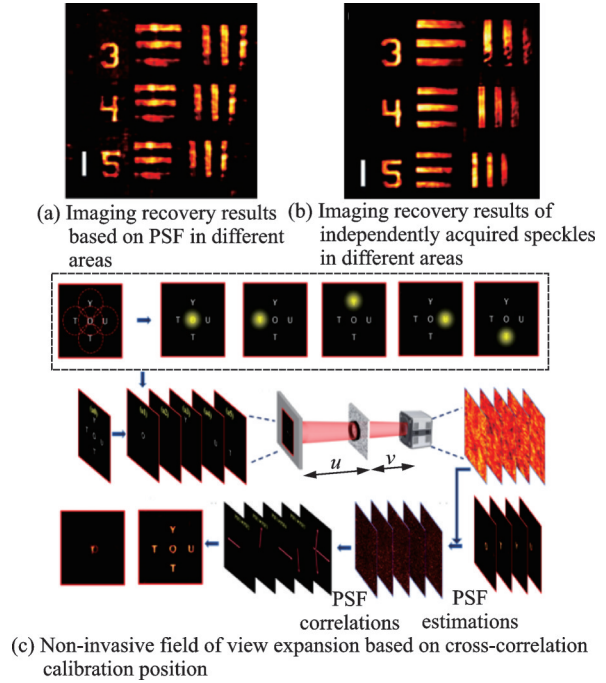 3
4
5
3
4
5
(a) Imaging recovery results
based on PSF in different
areas
(b) Imaging recovery results of
independently acquired speckles
in different areas
Y
T O U
T
Y
T O U
T
Y
T O U
T
Y
T O U
T
Y
T O U
T
Y
T O U
T
u
v
Y
T O U
T
PSF
correlations
PSF
estimations
(c) Non-invasive field of view expansion based on cross-correlation
calibration position